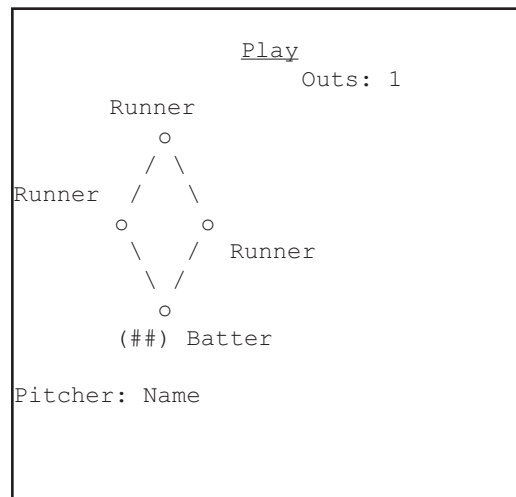 Play
Outs: 1
Runner
o
/ \
Runner / \
o o
\ / Runner
\ /
o
(##) Batter
Pitcher: Name